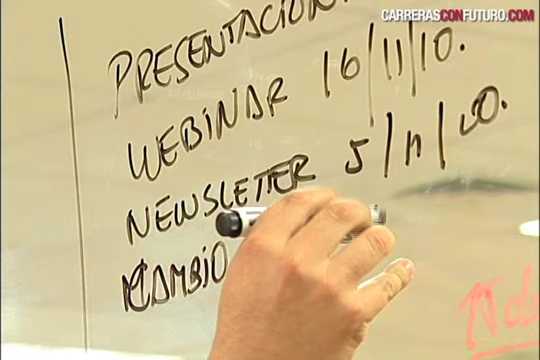 CARRERASCONFUTURO.COM
PRESENTACION
WEBINAR 16/11/10.
NEWSLETTER 5/11/10.
CAMBIO